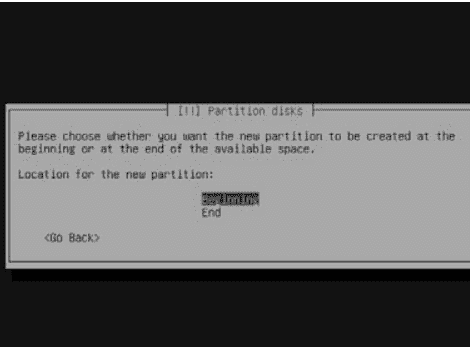 [!!] Partition disks
Please choose whether you want the new partition to be created at the
beginning or at the end of the available space.
Location for the new partition:
Beginning
End
<Go Back>